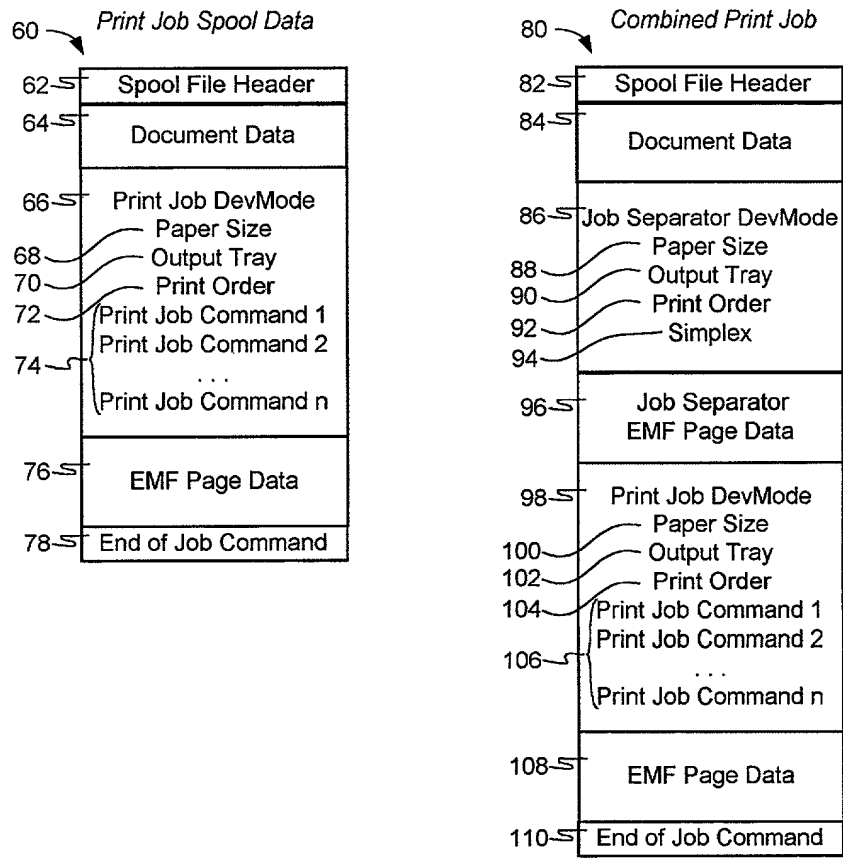 Print Job Spool Data
60
62 Spool File Header
64 Document Data
66 Print Job DevMode
68 Paper Size
70 Output Tray
72 Print Order
74 Print Job Command 1
Print Job Command 2
. . .
Print Job Command n
76 EMF Page Data
78 End of Job Command
Combined Print Job
80
82 Spool File Header
84 Document Data
86 Job Separator DevMode
88 Paper Size
90 Output Tray
92 Print Order
94 Simplex
96 Job Separator
EMF Page Data
98 Print Job DevMode
100 Paper Size
102 Output Tray
104 Print Order
106 Print Job Command 1
Print Job Command 2
. . .
Print Job Command n
108 EMF Page Data
110 End of Job Command